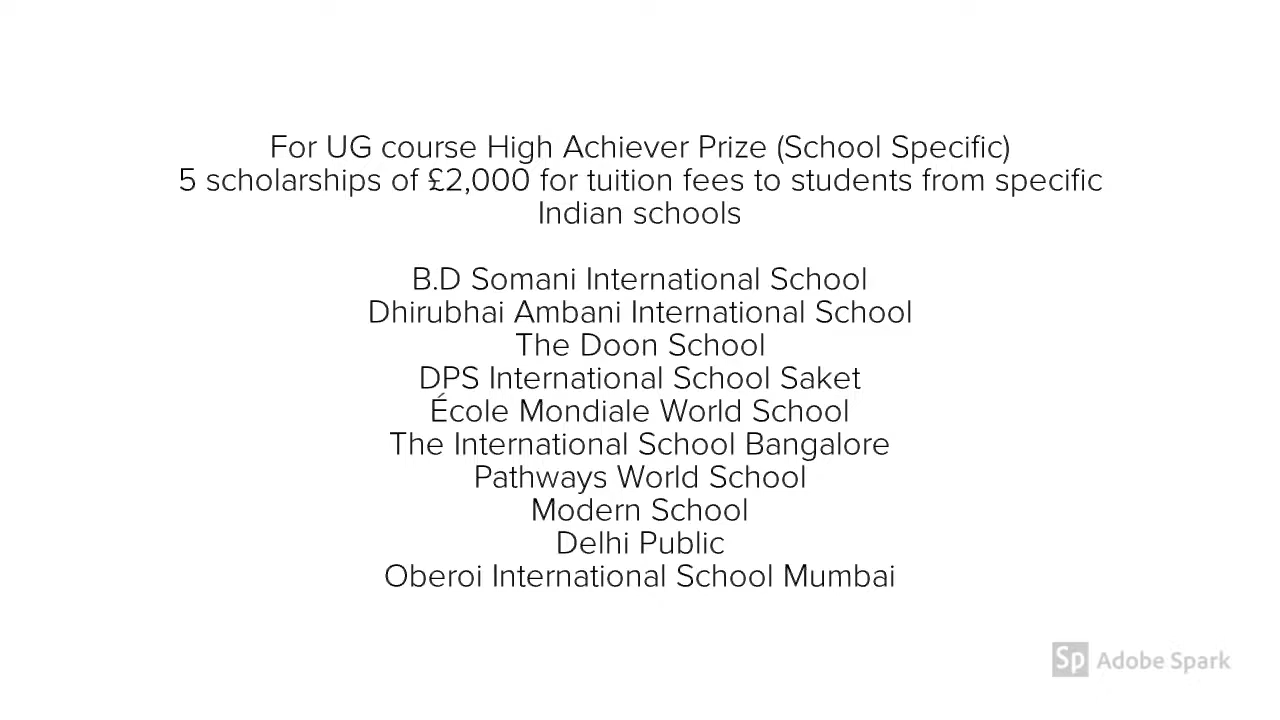 For UG course High Achiever Prize (School Specific)
5 scholarships of £2,000 for tuition fees to students from specific
Indian schools
B.D Somani International School
Dhirubhai Ambani International School
The Doon School
DPS International School Saket
École Mondiale World School
The International School Bangalore
Pathways World School
Modern School
Delhi Public
Oberoi International School Mumbai
Sp Adobe Spark